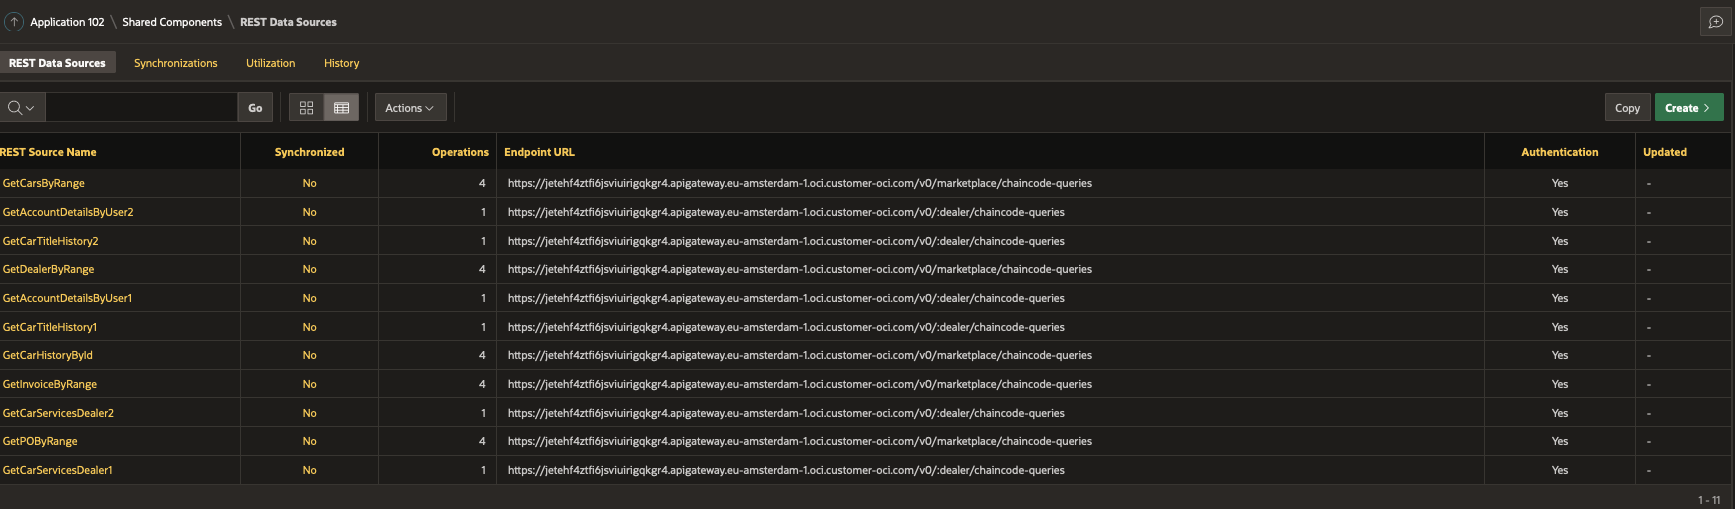 Application 102 \ Shared Components \ REST Data Sources
REST Data Sources Synchronizations Utilization History
Go Actions Copy Create
REST Source Name Synchronized Operations Endpoint URL Authentication Updated
GetCarsByRange No 4 https://jetehf4ztfi6jsviuirigqkgr4.apigateway.eu-amsterdam-1.oci.customer-oci.com/v0/marketplace/chaincode-queries Yes -
GetAccountDetailsByUser2 No 1 https://jetehf4ztfi6jsviuirigqkgr4.apigateway.eu-amsterdam-1.oci.customer-oci.com/v0/:dealer/chaincode-queries Yes -
GetCarTitleHistory2 No 1 https://jetehf4ztfi6jsviuirigqkgr4.apigateway.eu-amsterdam-1.oci.customer-oci.com/v0/:dealer/chaincode-queries Yes -
GetDealerByRange No 4 https://jetehf4ztfi6jsviuirigqkgr4.apigateway.eu-amsterdam-1.oci.customer-oci.com/v0/marketplace/chaincode-queries Yes -
GetAccountDetailsByUser1 No 1 https://jetehf4ztfi6jsviuirigqkgr4.apigateway.eu-amsterdam-1.oci.customer-oci.com/v0/:dealer/chaincode-queries Yes -
GetCarTitleHistory1 No 1 https://jetehf4ztfi6jsviuirigqkgr4.apigateway.eu-amsterdam-1.oci.customer-oci.com/v0/:dealer/chaincode-queries Yes -
GetCarHistoryById No 4 https://jetehf4ztfi6jsviuirigqkgr4.apigateway.eu-amsterdam-1.oci.customer-oci.com/v0/marketplace/chaincode-queries Yes -
GetInvoiceByRange No 4 https://jetehf4ztfi6jsviuirigqkgr4.apigateway.eu-amsterdam-1.oci.customer-oci.com/v0/marketplace/chaincode-queries Yes -
GetCarServicesDealer2 No 1 https://jetehf4ztfi6jsviuirigqkgr4.apigateway.eu-amsterdam-1.oci.customer-oci.com/v0/:dealer/chaincode-queries Yes -
GetPOByRange No 4 https://jetehf4ztfi6jsviuirigqkgr4.apigateway.eu-amsterdam-1.oci.customer-oci.com/v0/marketplace/chaincode-queries Yes -
GetCarServicesDealer1 No 1 https://jetehf4ztfi6jsviuirigqkgr4.apigateway.eu-amsterdam-1.oci.customer-oci.com/v0/:dealer/chaincode-queries Yes -
1 - 11